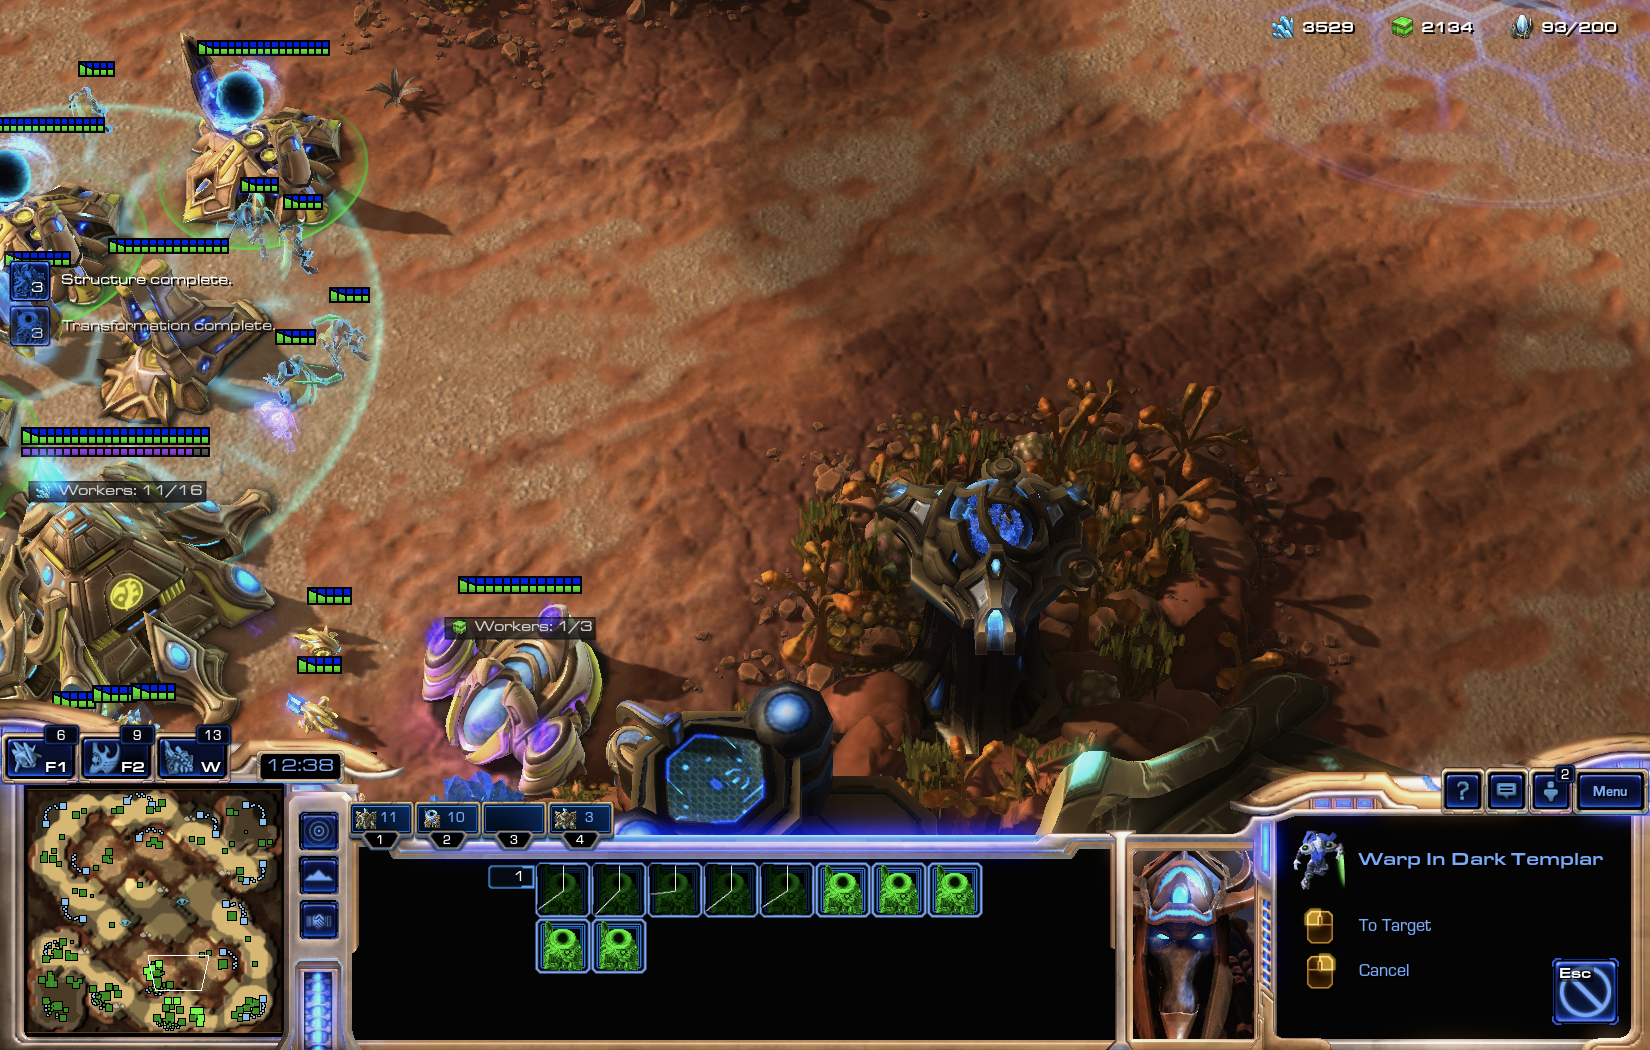 3529 2134 93/200
3 Structure complete.
3 Transformation complete.
Workers: 11/16
Workers: 1/3
6 9 13
F1 F2 W
12:38
2
? Menu
11 10 3
1 2 3 4
1
Warp In Dark Templar
To Target
Cancel
Esc